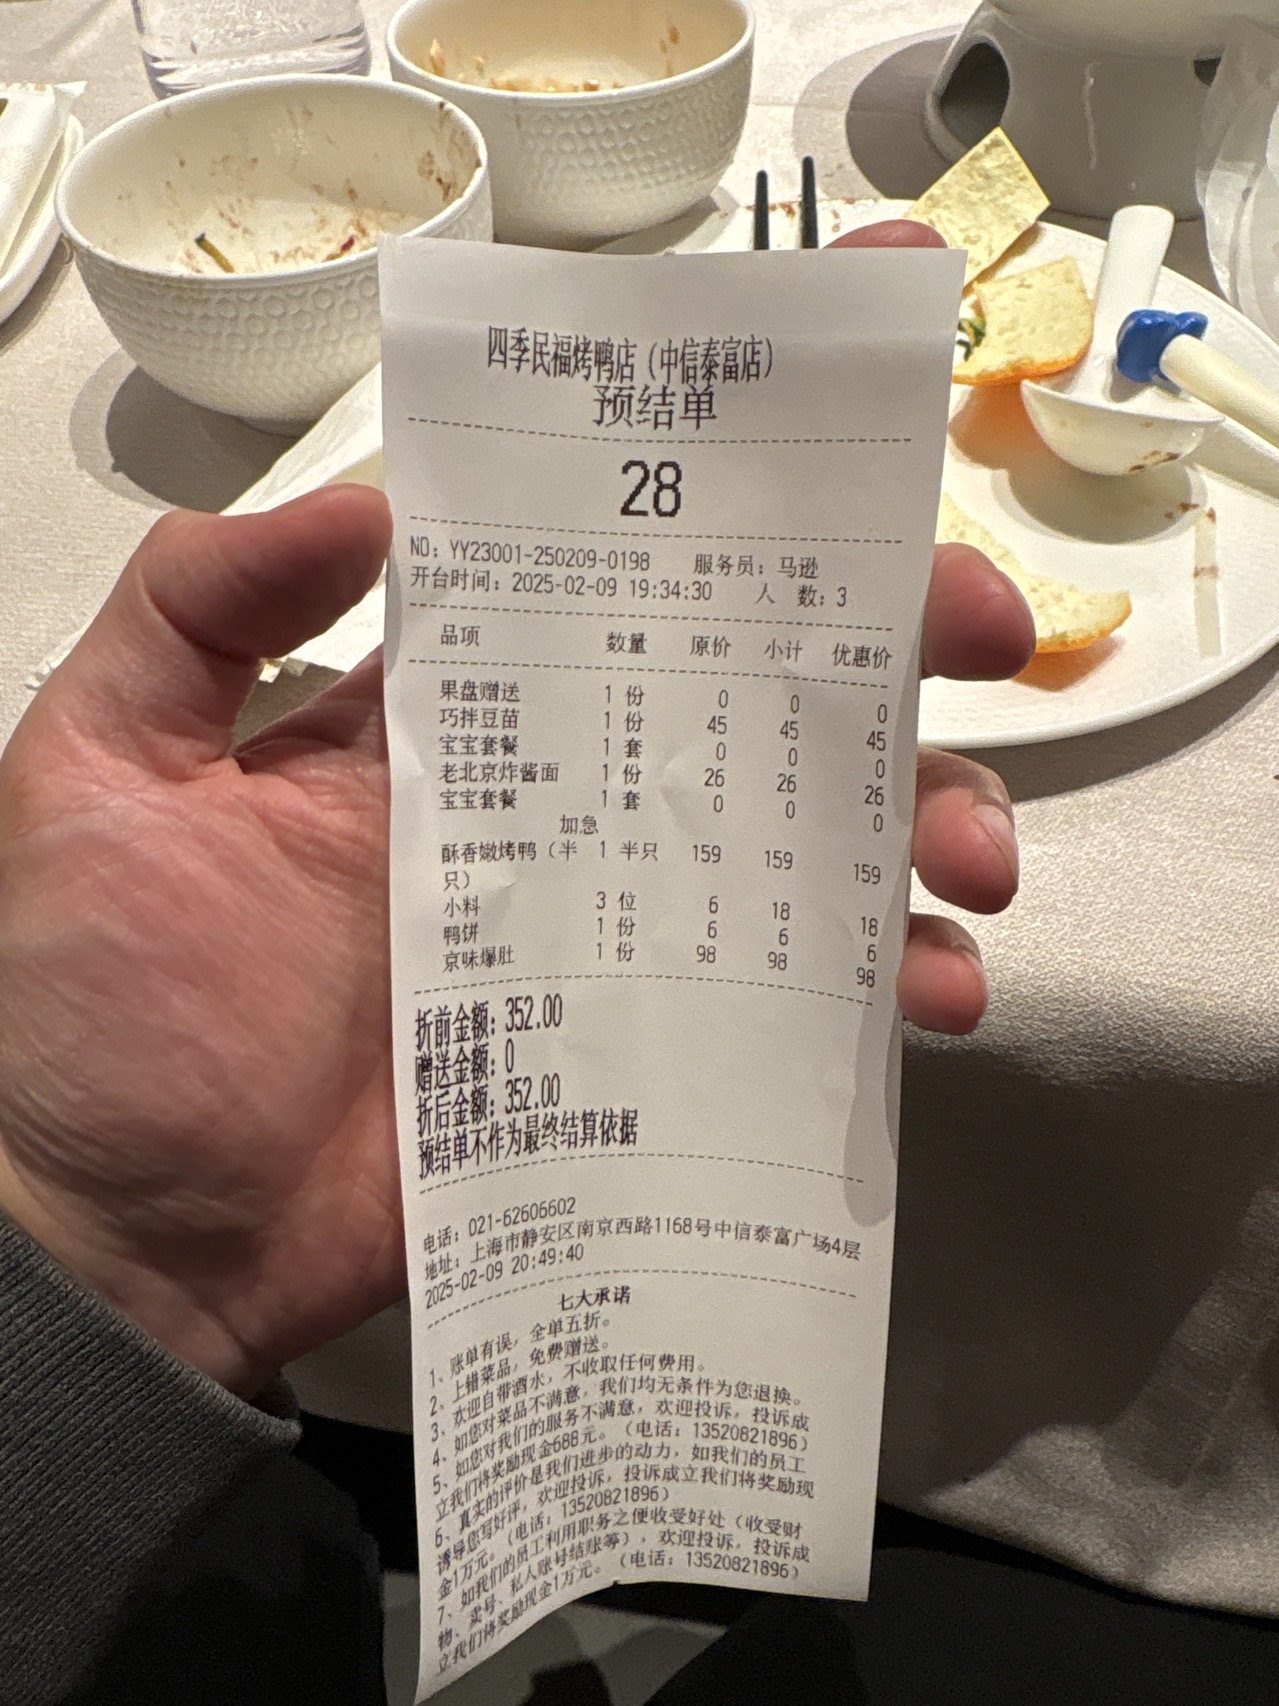 四季民福烤鸭店（中信泰富店）
预结单
28
NO：YY23001-250209-0198 服务员：马逊
开台时间：2025-02-09 19:34:30 人 数：3
品项 数量 原价 小计 优惠价
果盘赠送 1 份 0 0 0
巧拌豆苗 1 份 45 45 45
宝宝套餐 1 套 0 0 0
老北京炸酱面 1 份 26 26 26
宝宝套餐 1 套 0 0 0
加急
酥香嫩烤鸭（半 1 半只 159 159 159
只）
小料 3 位 6 18 18
鸭饼 1 份 6 6 6
京味爆肚 1 份 98 98 98
折前金额：352.00
赠送金额：0
折后金额：352.00
预结单不作为最终结算依据
电话：021-62606602
地址：上海市静安区南京西路1168号中信泰富广场4层
2025-02-09 20:49:40
七大承诺
1、账单有误，全单五折。
2、上错菜品，免费赠送。
3、欢迎自带酒水，不收取任何费用。
4、如您对菜品不满意，我们均无条件为您退换。
5、如您对我们的服务不满意，欢迎投诉，投诉成
立我们将奖励现金688元。（电话：13520821896）
6、真实的评价是我们进步的动力，如我们的员工
诱导您写好评，欢迎投诉，投诉成立我们将奖励现
金1万元。（电话：13520821896）
7、如我们的员工利用职务之便收受好处（收受财
物、卖号、私人账号结账等），欢迎投诉，投诉成
立我们将奖励现金1万元。（电话：13520821896）